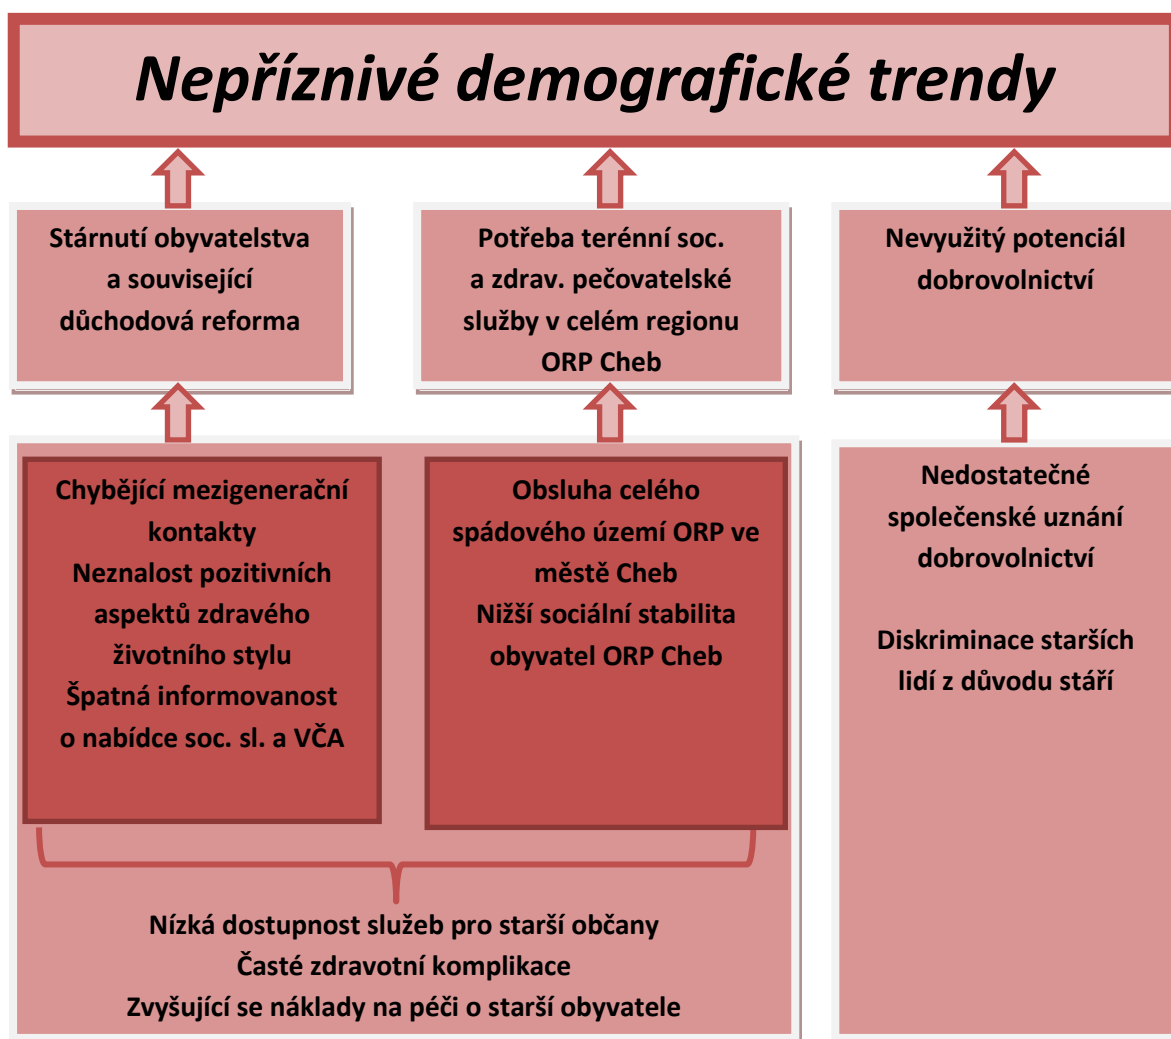 Nepříznivé demografické trendy
Stárnutí obyvatelstva
a související
důchodová reforma
Potřeba terénní soc.
a zdrav. pečovatelské
služby v celém regionu
ORP Cheb
Nevyužitý potenciál
dobrovolnictví
Chybějící mezigenerační
kontakty
Neznalost pozitivních
aspektů zdravého
životního stylu
Špatná informovanost
o nabídce soc. sl. a VČA
Obsluha celého
spádového území ORP ve
městě Cheb
Nižší sociální stabilita
obyvatel ORP Cheb
Nedostatečné
společenské uznání
dobrovolnictví
Diskriminace starších
lidí z důvodu stáří
Nízká dostupnost služeb pro starší občany
Časté zdravotní komplikace
Zvyšující se náklady na péči o starší obyvatele